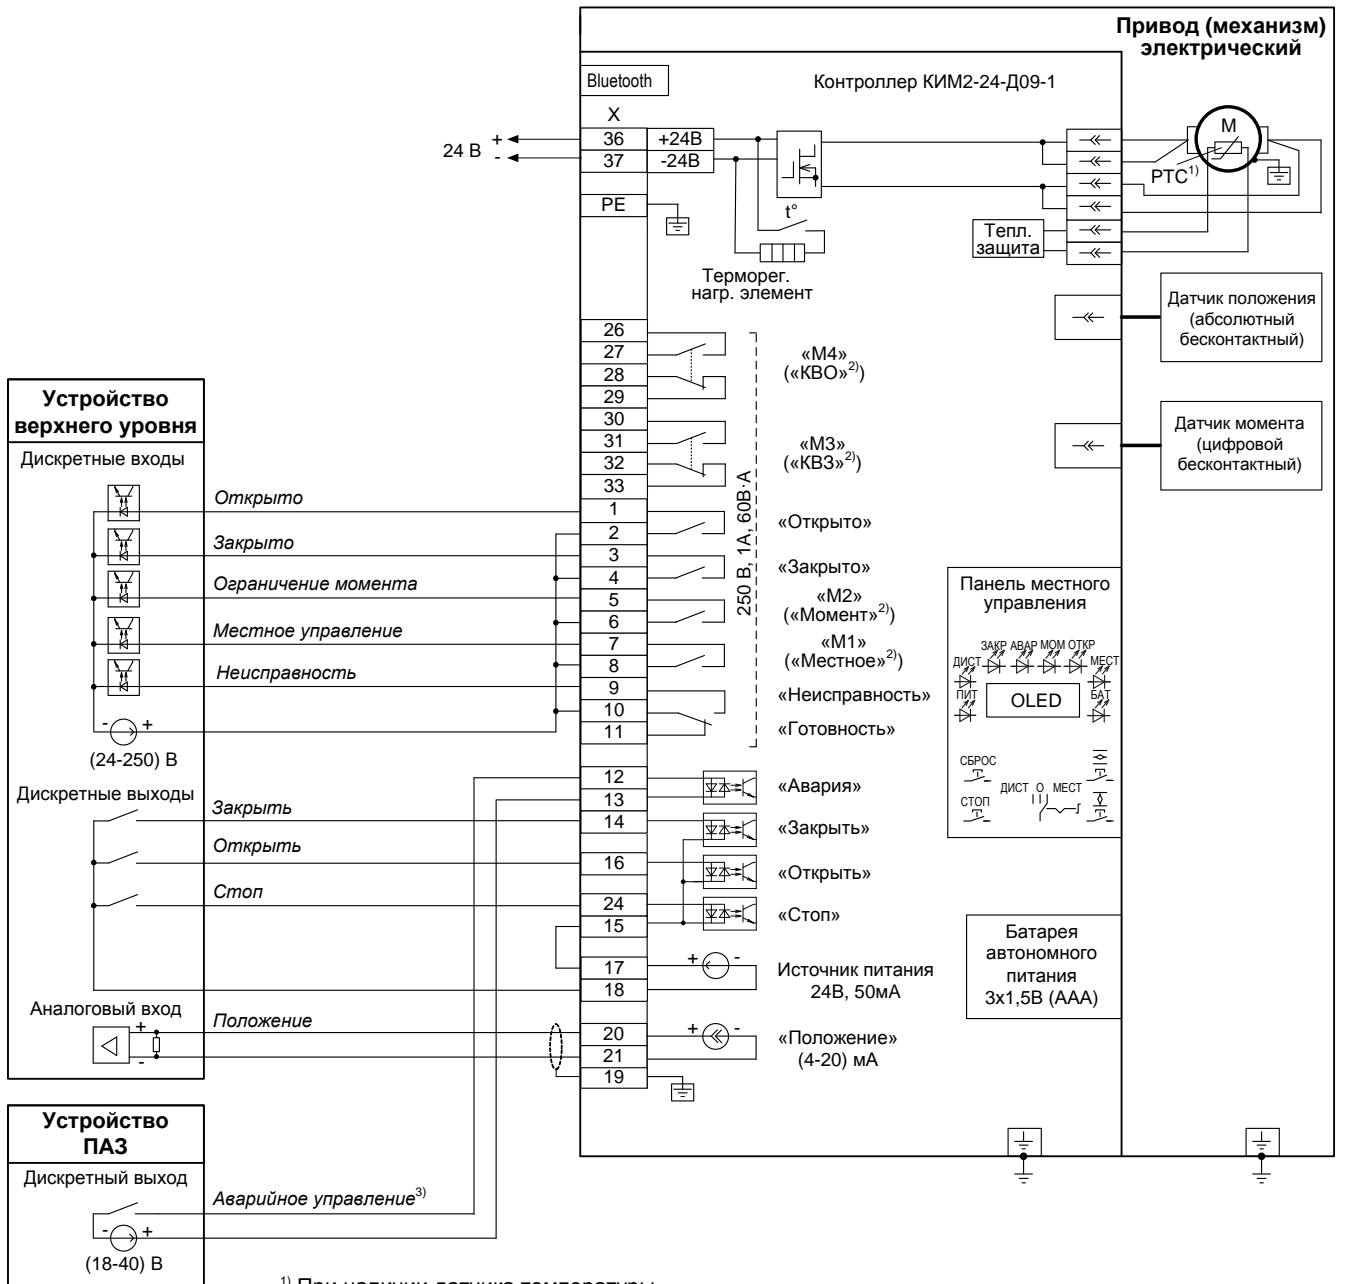 Привод (механизм)
электрический
Bluetooth
Контроллер КИМ2-24-Д09-1
X
24 В
+
-
36
+24В
37
-24В
PE
t°
Терморег.
нагр. элемент
Тепл.
защита
M
PTC1)
Датчик положения
(абсолютный
бесконтактный)
Датчик момента
(цифровой
бесконтактный)
26
27
28
29
30
31
32
33
1
2
3
4
5
6
7
8
9
10
11
12
13
14
16
24
15
17
18
20
21
19
«М4»
(«КВО»2))
«М3»
(«КВЗ»2))
«Открыто»
«Закрыто»
«М2»
(«Момент»2))
«М1»
(«Местное»2))
«Неисправность»
«Готовность»
250 В, 1А, 60В·А
«Авария»
«Закрыть»
«Открыть»
«Стоп»
+ -
Источник питания
24В, 50мА
+ -
«Положение»
(4-20) мА
Панель местного
управления
ЗАКР АВАР МОМ ОТКР
ДИСТ
МЕСТ
ПИТ
OLED
БАТ
СБРОС
ДИСТ О МЕСТ
СТОП
Батарея
автономного
питания
3х1,5В (ААА)
Устройство
верхнего уровня
Дискретные входы
Открыто
Закрыто
Ограничение момента
Местное управление
Неисправность
- +
(24-250) В
Дискретные выходы
Закрыть
Открыть
Стоп
Аналоговый вход
+
-
Положение
Устройство
ПАЗ
Дискретный выход
Аварийное управление3)
- +
(18-40) В
1) При наличии датчика температуры